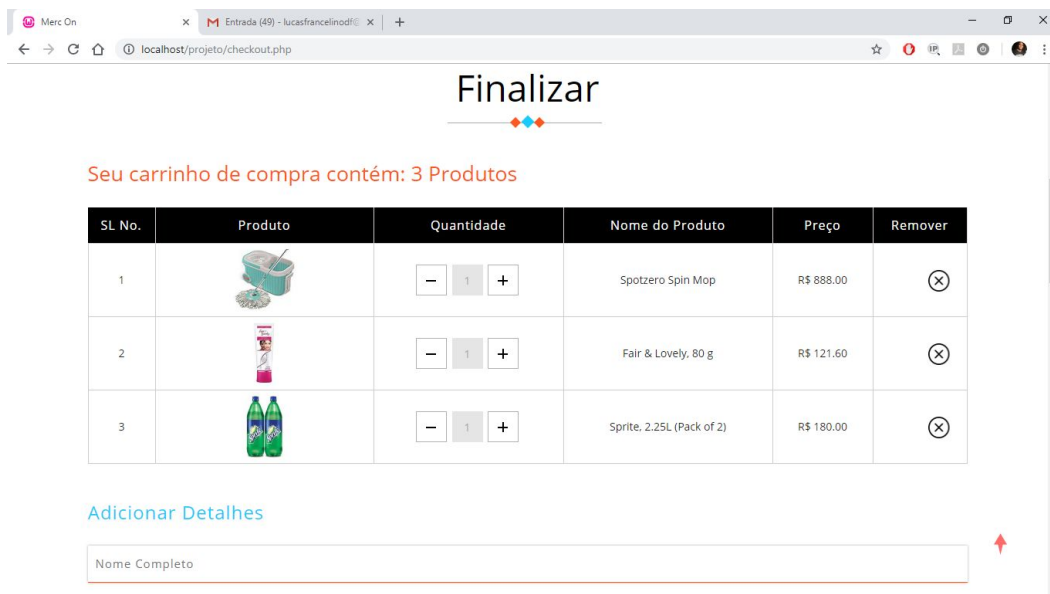 Merc On
Entrada (49) - lucasfrancelinodf@
localhost/projeto/checkout.php
Finalizar
Seu carrinho de compra contém: 3 Produtos
SL No. Produto Quantidade Nome do Produto Preço Remover
1 1 Spotzero Spin Mop R$ 888.00
2 1 Fair & Lovely, 80 g R$ 121.60
3 Sprite 1 Sprite, 2.25L (Pack of 2) R$ 180.00
Adicionar Detalhes
Nome Completo